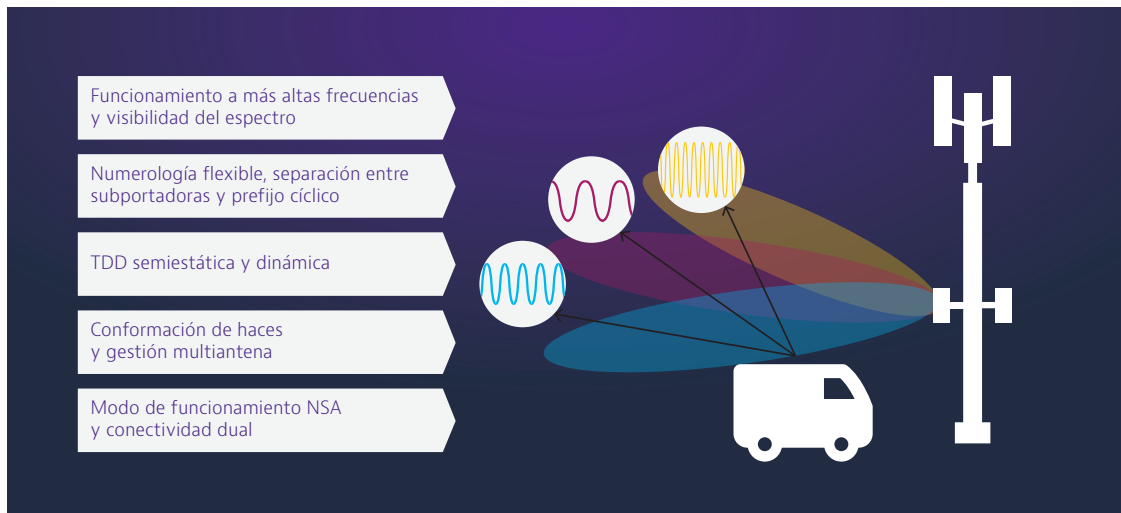 Funcionamiento a más altas frecuencias
y visibilidad del espectro
Numerología flexible, separación entre
subportadoras y prefijo cíclico
TDD semiestática y dinámica
Conformación de haces
y gestión multiantena
Modo de funcionamiento NSA
y conectividad dual